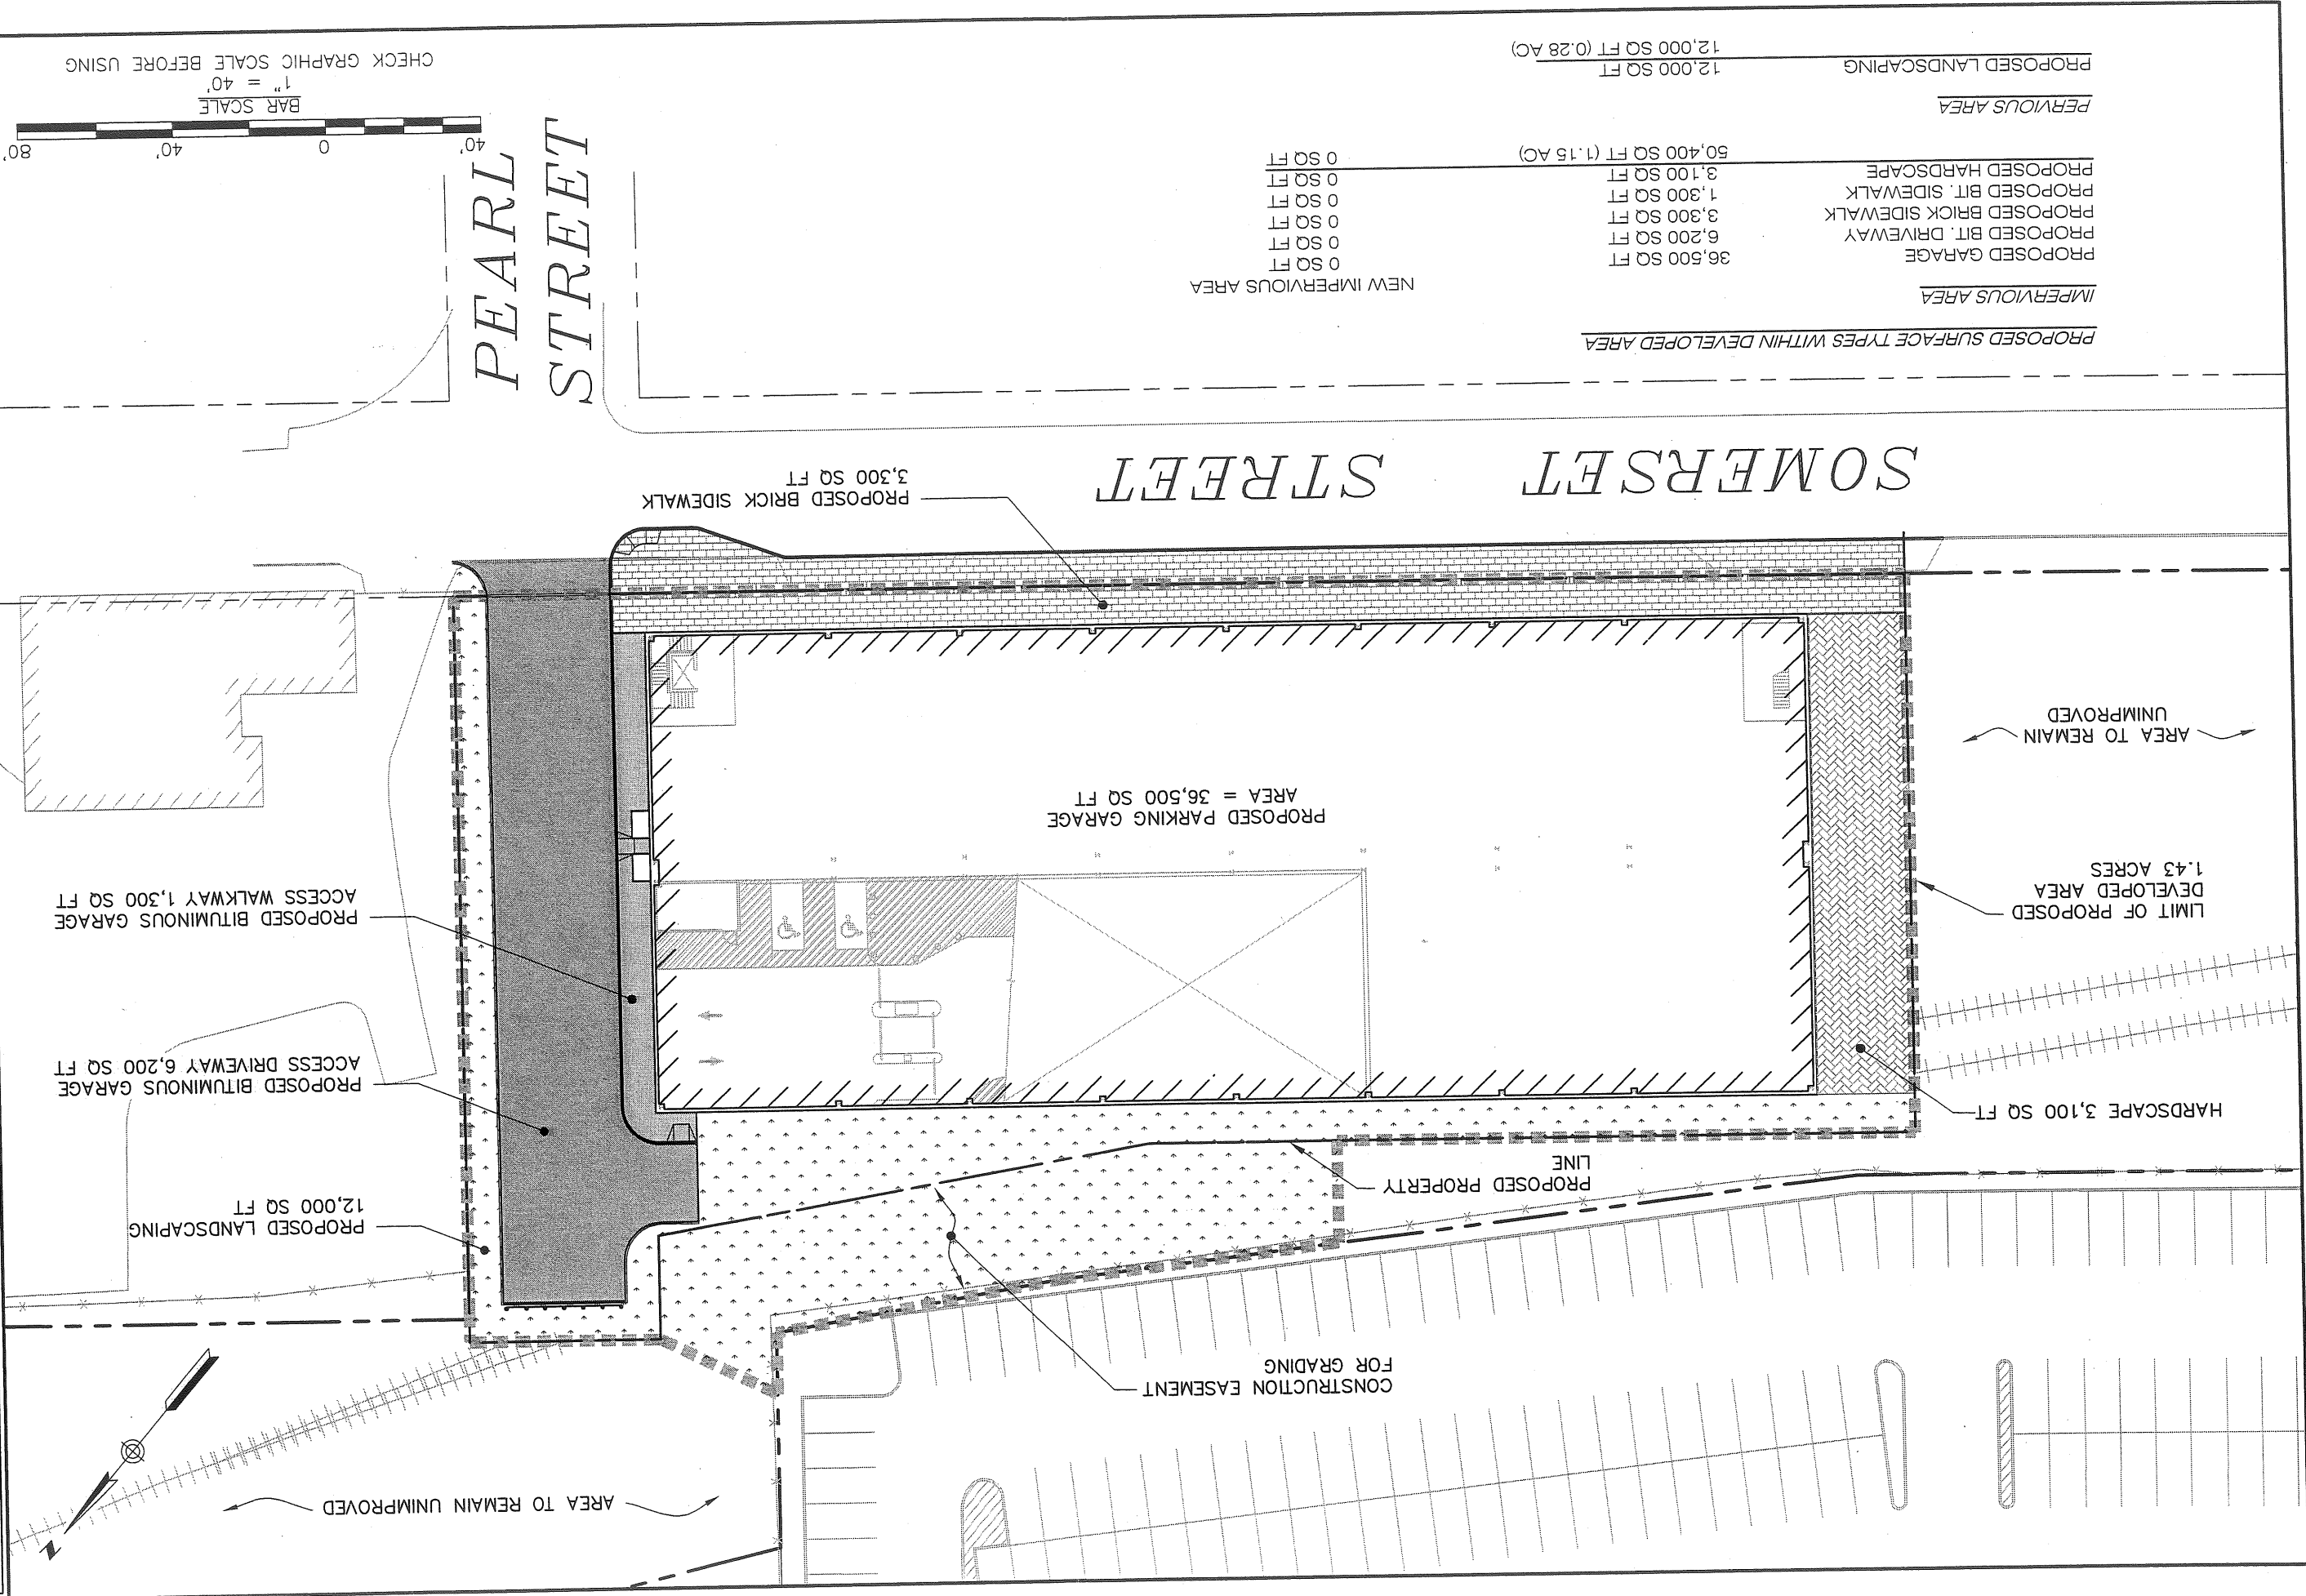 AREA TO REMAIN UNIMPROVED
N
CONSTRUCTION EASEMENT
FOR GRADING
PROPOSED LANDSCAPING
12,000 SQ FT
PROPOSED PROPERTY
LINE
HARDSCAPE 3,100 SQ FT
PROPOSED BITUMINOUS GARAGE
ACCESS DRIVEWAY 6,200 SQ FT
LIMIT OF PROPOSED
DEVELOPED AREA
1.43 ACRES
PROPOSED BITUMINOUS GARAGE
ACCESS WALKWAY 1,300 SQ FT
PROPOSED PARKING GARAGE
AREA = 36,500 SQ FT
AREA TO REMAIN
UNIMPROVED
PROPOSED BRICK SIDEWALK
3,300 SQ FT
SOMERSET STREET
PEARL
STREET
PROPOSED SURFACE TYPES WITHIN DEVELOPED AREA
IMPERVIOUS AREA
NEW IMPERVIOUS AREA
PROPOSED GARAGE 36,500 SQ FT 0 SQ FT
PROPOSED BIT. DRIVEWAY 6,200 SQ FT 0 SQ FT
PROPOSED BRICK SIDEWALK 3,300 SQ FT 0 SQ FT
PROPOSED BIT. SIDEWALK 1,300 SQ FT 0 SQ FT
PROPOSED HARDSCAPE 3,100 SQ FT 0 SQ FT
50,400 SQ FT (1.15 AC) 0 SQ FT
PERVIOUS AREA
PROPOSED LANDSCAPING 12,000 SQ FT
12,000 SQ FT (0.28 AC)
40' 0 40' 80'
BAR SCALE
1" = 40'
CHECK GRAPHIC SCALE BEFORE USING